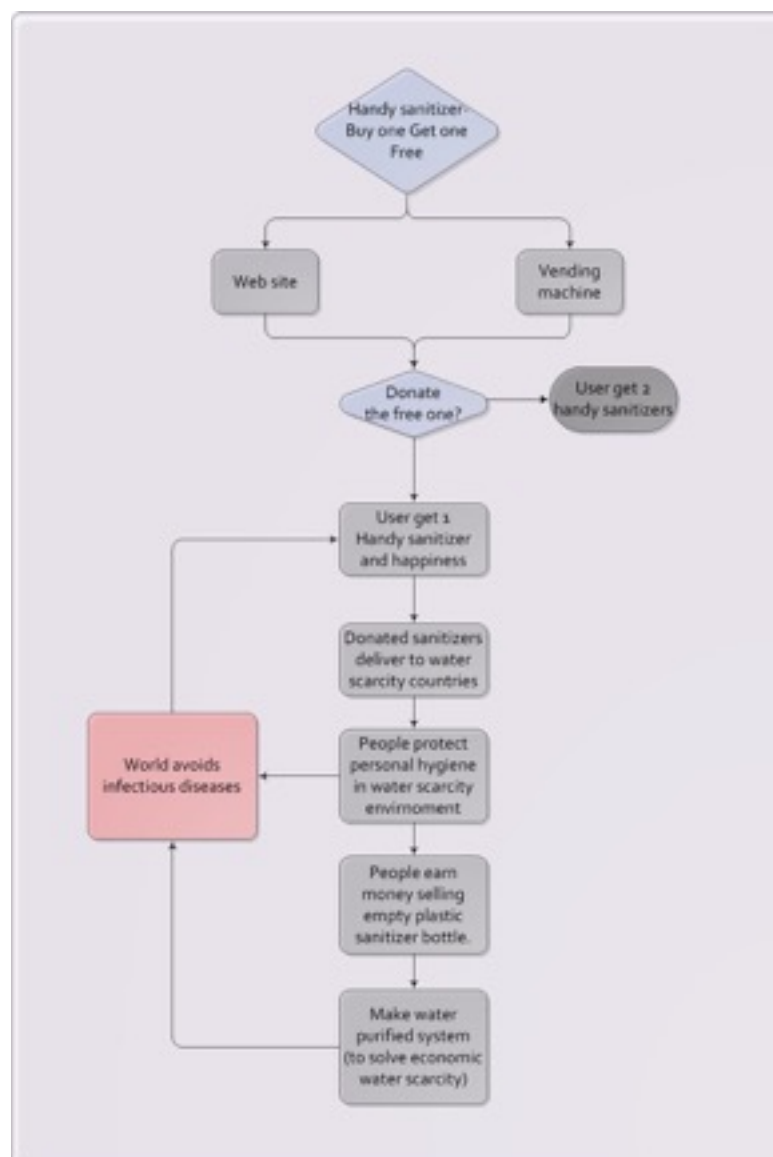 Handy sanitizer-
Buy one Get one
Free
Web site
Vending
machine
Donate
the free one?
User get 2
handy sanitizers
User get 1
Handy sanitizer
and happiness
Donated sanitizers
deliver to water
scarcity countries
People protect
personal hygiene
in water scarcity
envirnoment
World avoids
infectious diseases
People earn
money selling
empty plastic
sanitizer bottle.
Make water
purified system
(to solve economic
water scarcity)